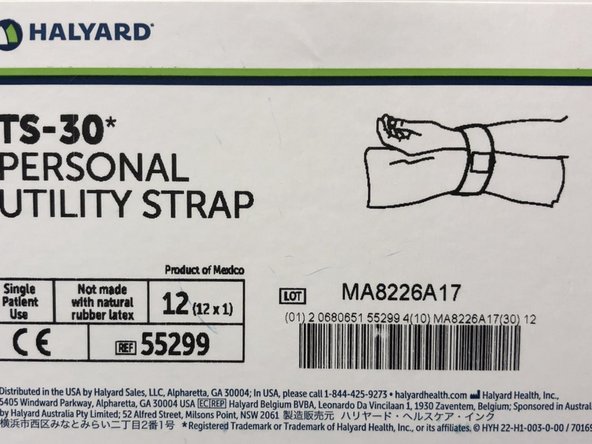 HALYARD*
TS-30*
PERSONAL
UTILITY STRAP
Product of Mexico
Single Patient Use
Not made with natural rubber latex
12 (12 x 1)
CE
REF 55299
LOT MA8226A17
(01) 2 0680651 55299 4(10) MA8226A17(30) 12
Distributed in the USA by Halyard Sales, LLC, Alpharetta, GA 30004; In USA, please call 1-844-425-9273 • halyardhealth.com Halyard Health, Inc.,
5405 Windward Parkway, Alpharetta, GA 30004 USA EC REP Halyard Belgium BVBA, Leonardo Da Vincilaan 1, 1930 Zaventem, Belgium; Sponsored in Australia
by Halyard Australia Pty Limited; 52 Alfred Street, Milsons Point, NSW 2061 製造販売元 ハリヤード・ヘルスケア・インク
横浜市西区みなとみらい二丁目2番1号 *Registered Trademark or Trademark of Halyard Health, Inc., or its affiliates. © HYH 22-H1-003-0-00 / 70169